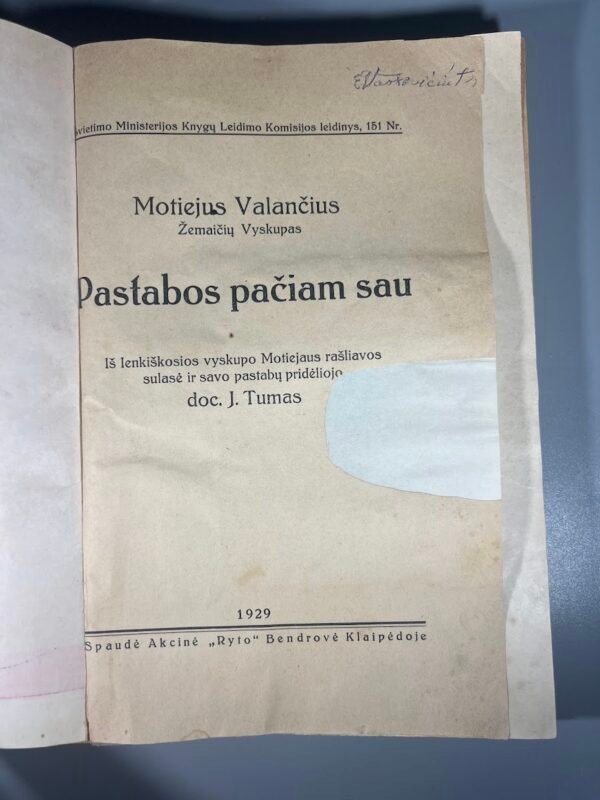 vietimo Ministerijos Knygų Leidimo Komisijos leidinys, 151 Nr.
Motiejus Valančius
Žemaičių Vyskupas
Pastabos pačiam sau
Iš lenkiškosios vyskupo Motiejaus rašliavos
sulasė ir savo pastabų pridėliojo
doc. J. Tumas
1929
Spaudė Akcinė „Ryto“ Bendrovė Klaipėdoje